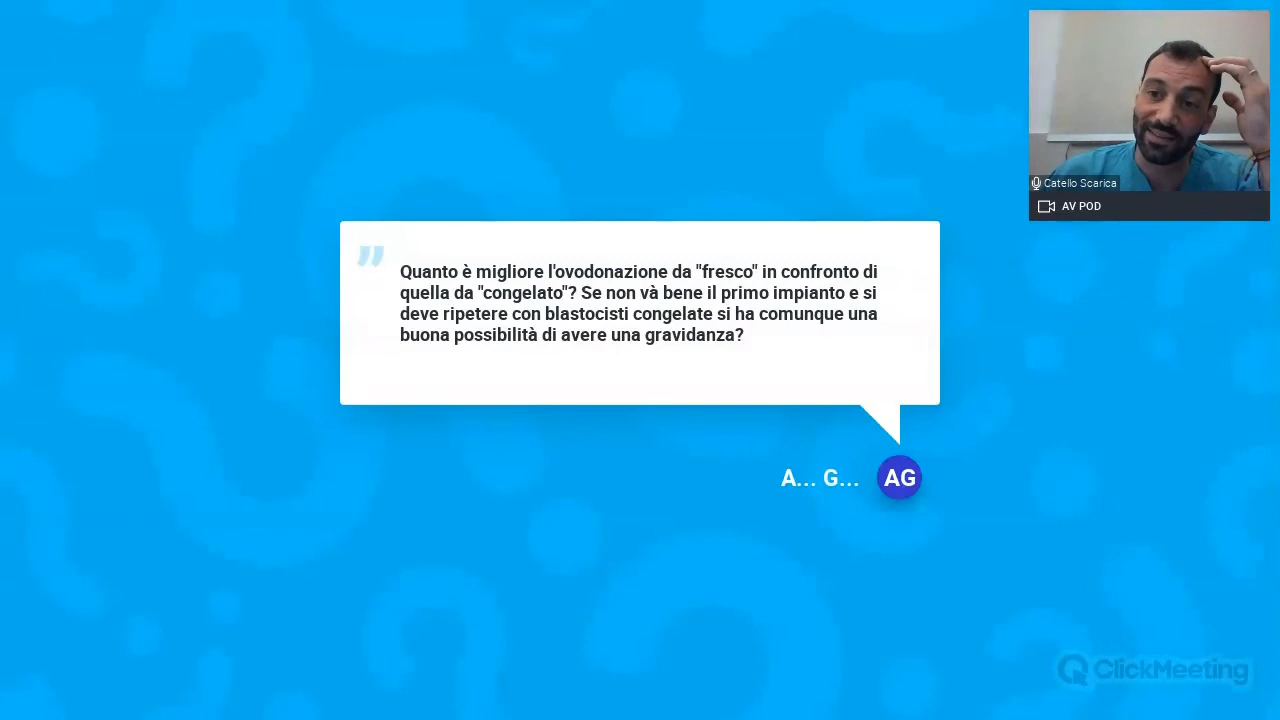 Catello Scarica
AV POD
Quanto è migliore l'ovodonazione da "fresco" in confronto di
quella da "congelato"? Se non và bene il primo impianto e si
deve ripetere con blastocisti congelate si ha comunque una
buona possibilità di avere una gravidanza?
A... G... AG
ClickMeeting